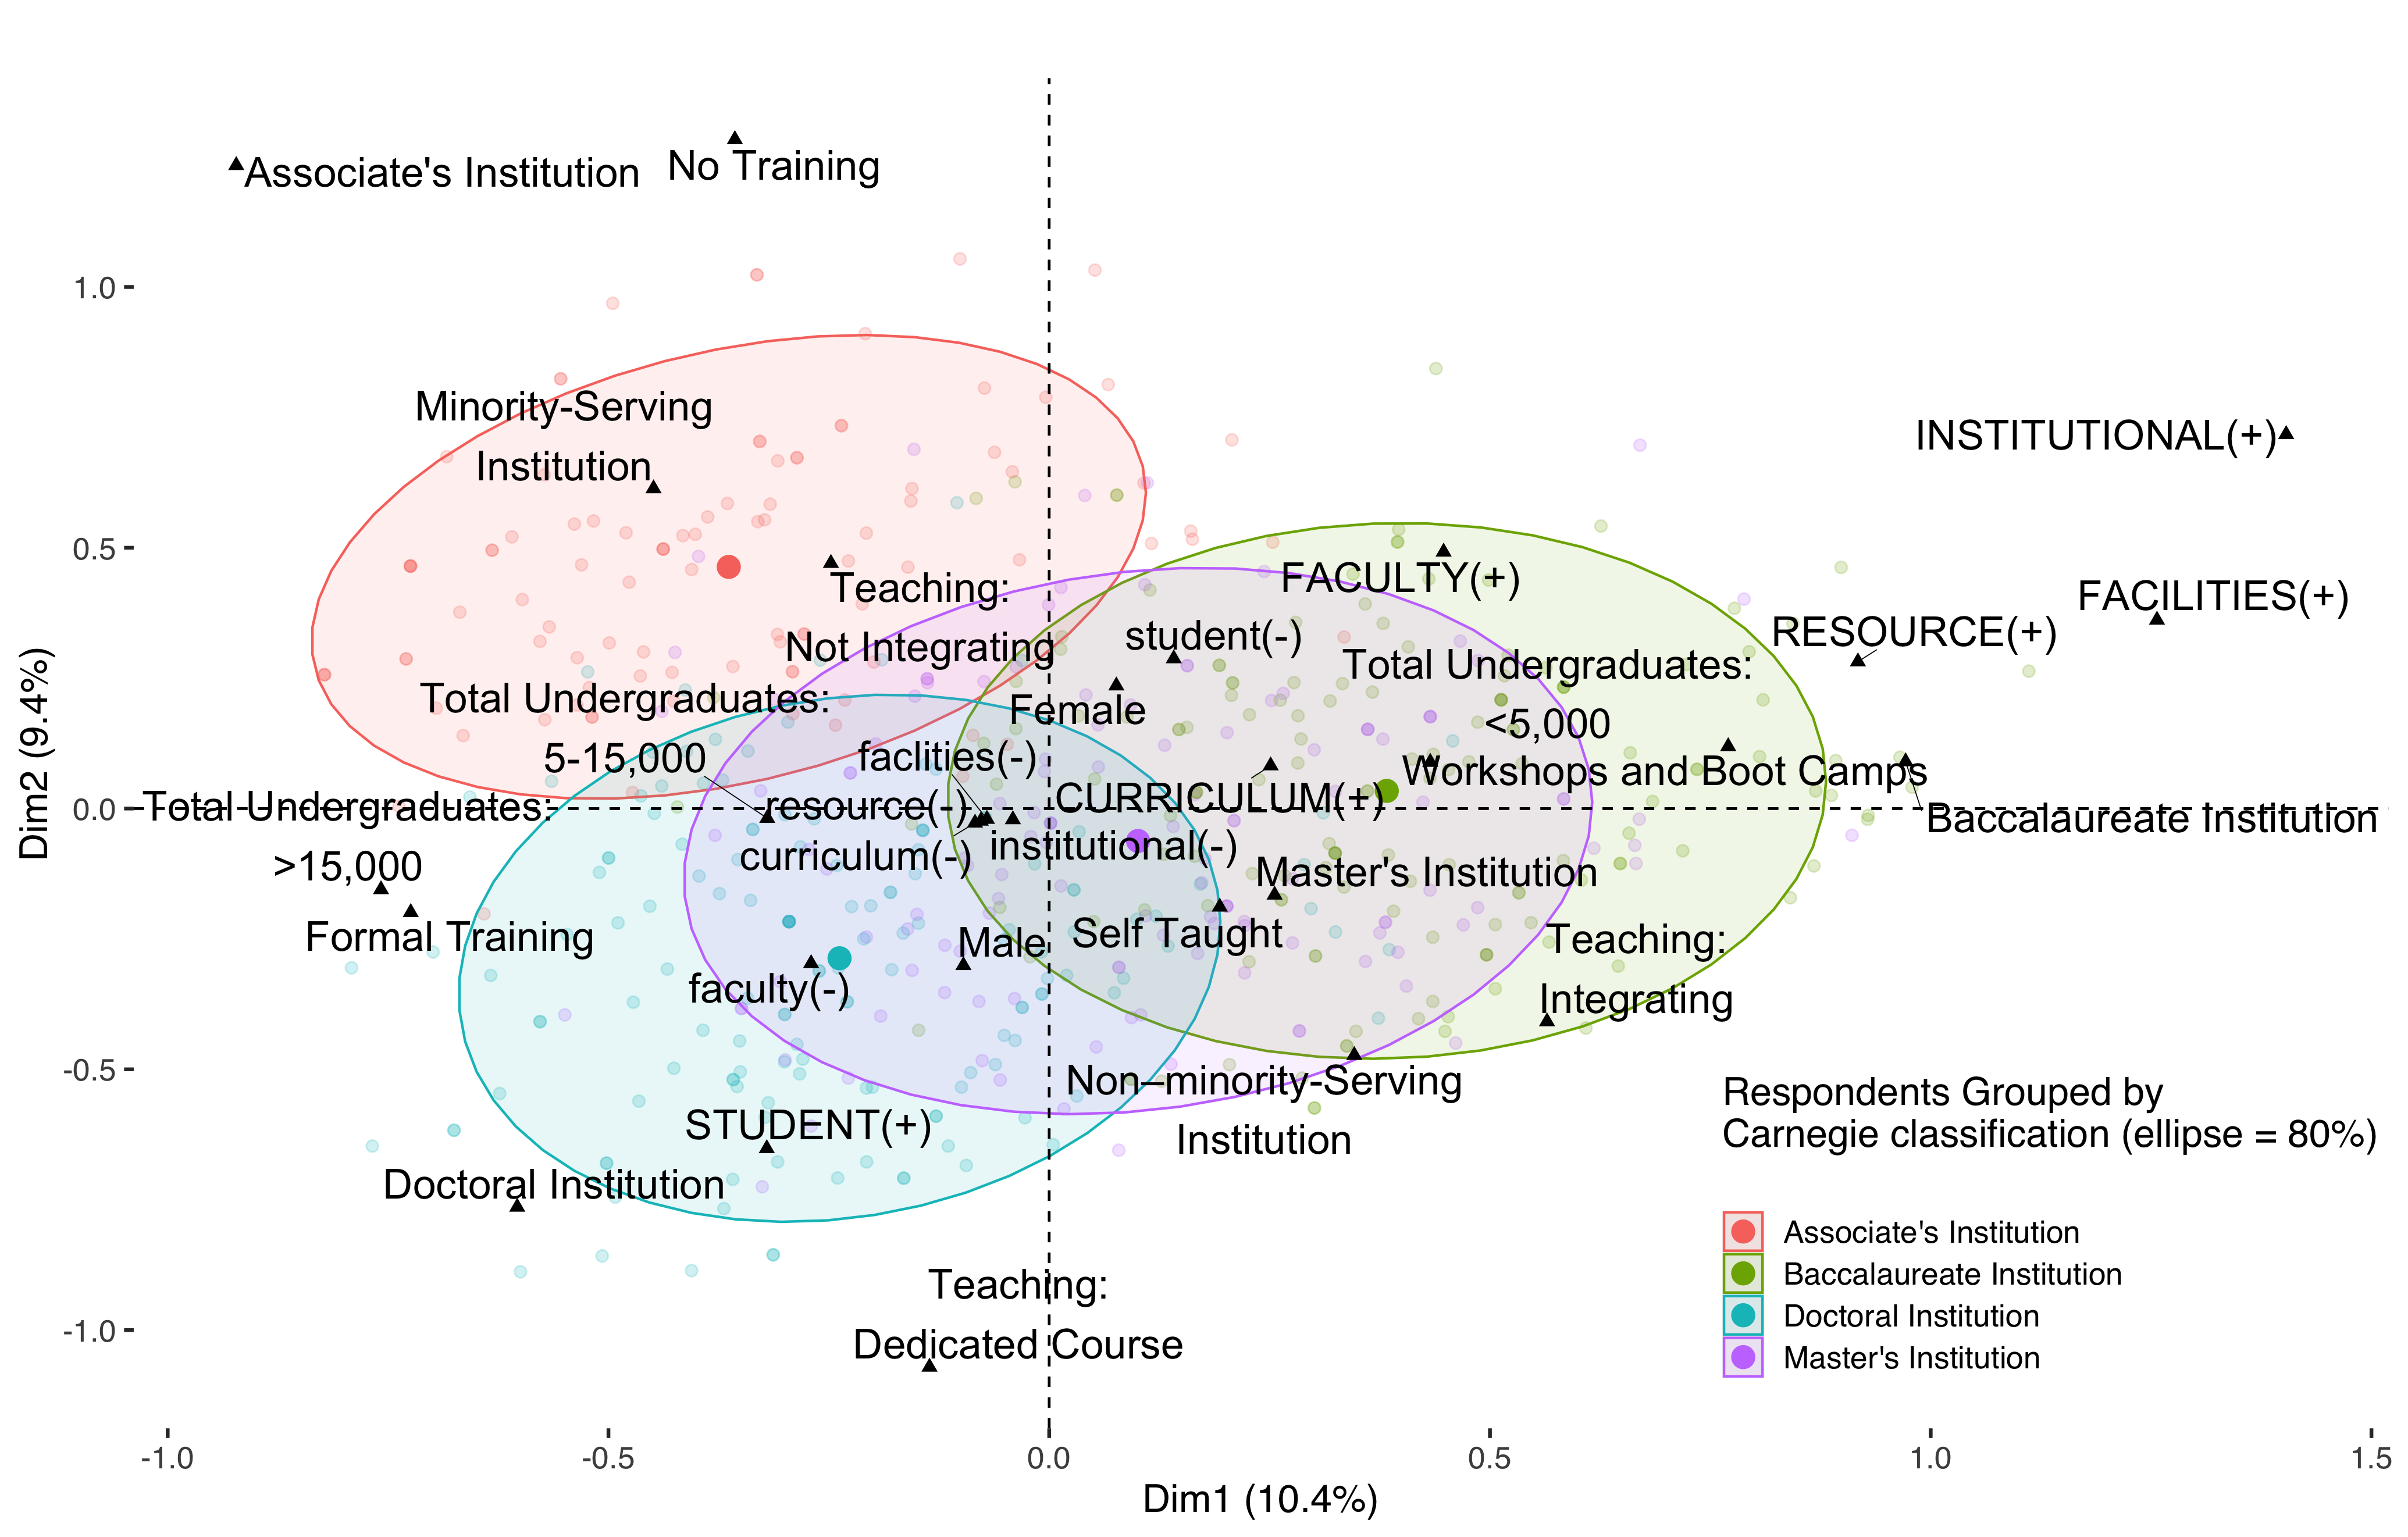 Associate's Institution
No Training
Minority-Serving
Institution
INSTITUTIONAL(+)
FACULTY(+)
FACILITIES(+)
RESOURCE(+)
Teaching:
Not Integrating
student(-)
Total Undergraduates:
<5,000
Total Undergraduates:
5-15,000
Female
faclities(-)
Workshops and Boot Camps
CURRICULUM(+)
resource(-)
Total Undergraduates:
>15,000
Baccalaureate Institution
curriculum(-)
institutional(-)
Master's Institution
Formal Training
Male
Self Taught
Teaching:
Integrating
faculty(-)
Non–minority-Serving
Institution
STUDENT(+)
Doctoral Institution
Teaching:
Dedicated Course
Respondents Grouped by
Carnegie classification (ellipse = 80%)
Associate's Institution
Baccalaureate Institution
Doctoral Institution
Master's Institution
1.0
0.5
0.0
-0.5
-1.0
Dim2 (9.4%)
-1.0
-0.5
0.0
0.5
1.0
1.5
Dim1 (10.4%)